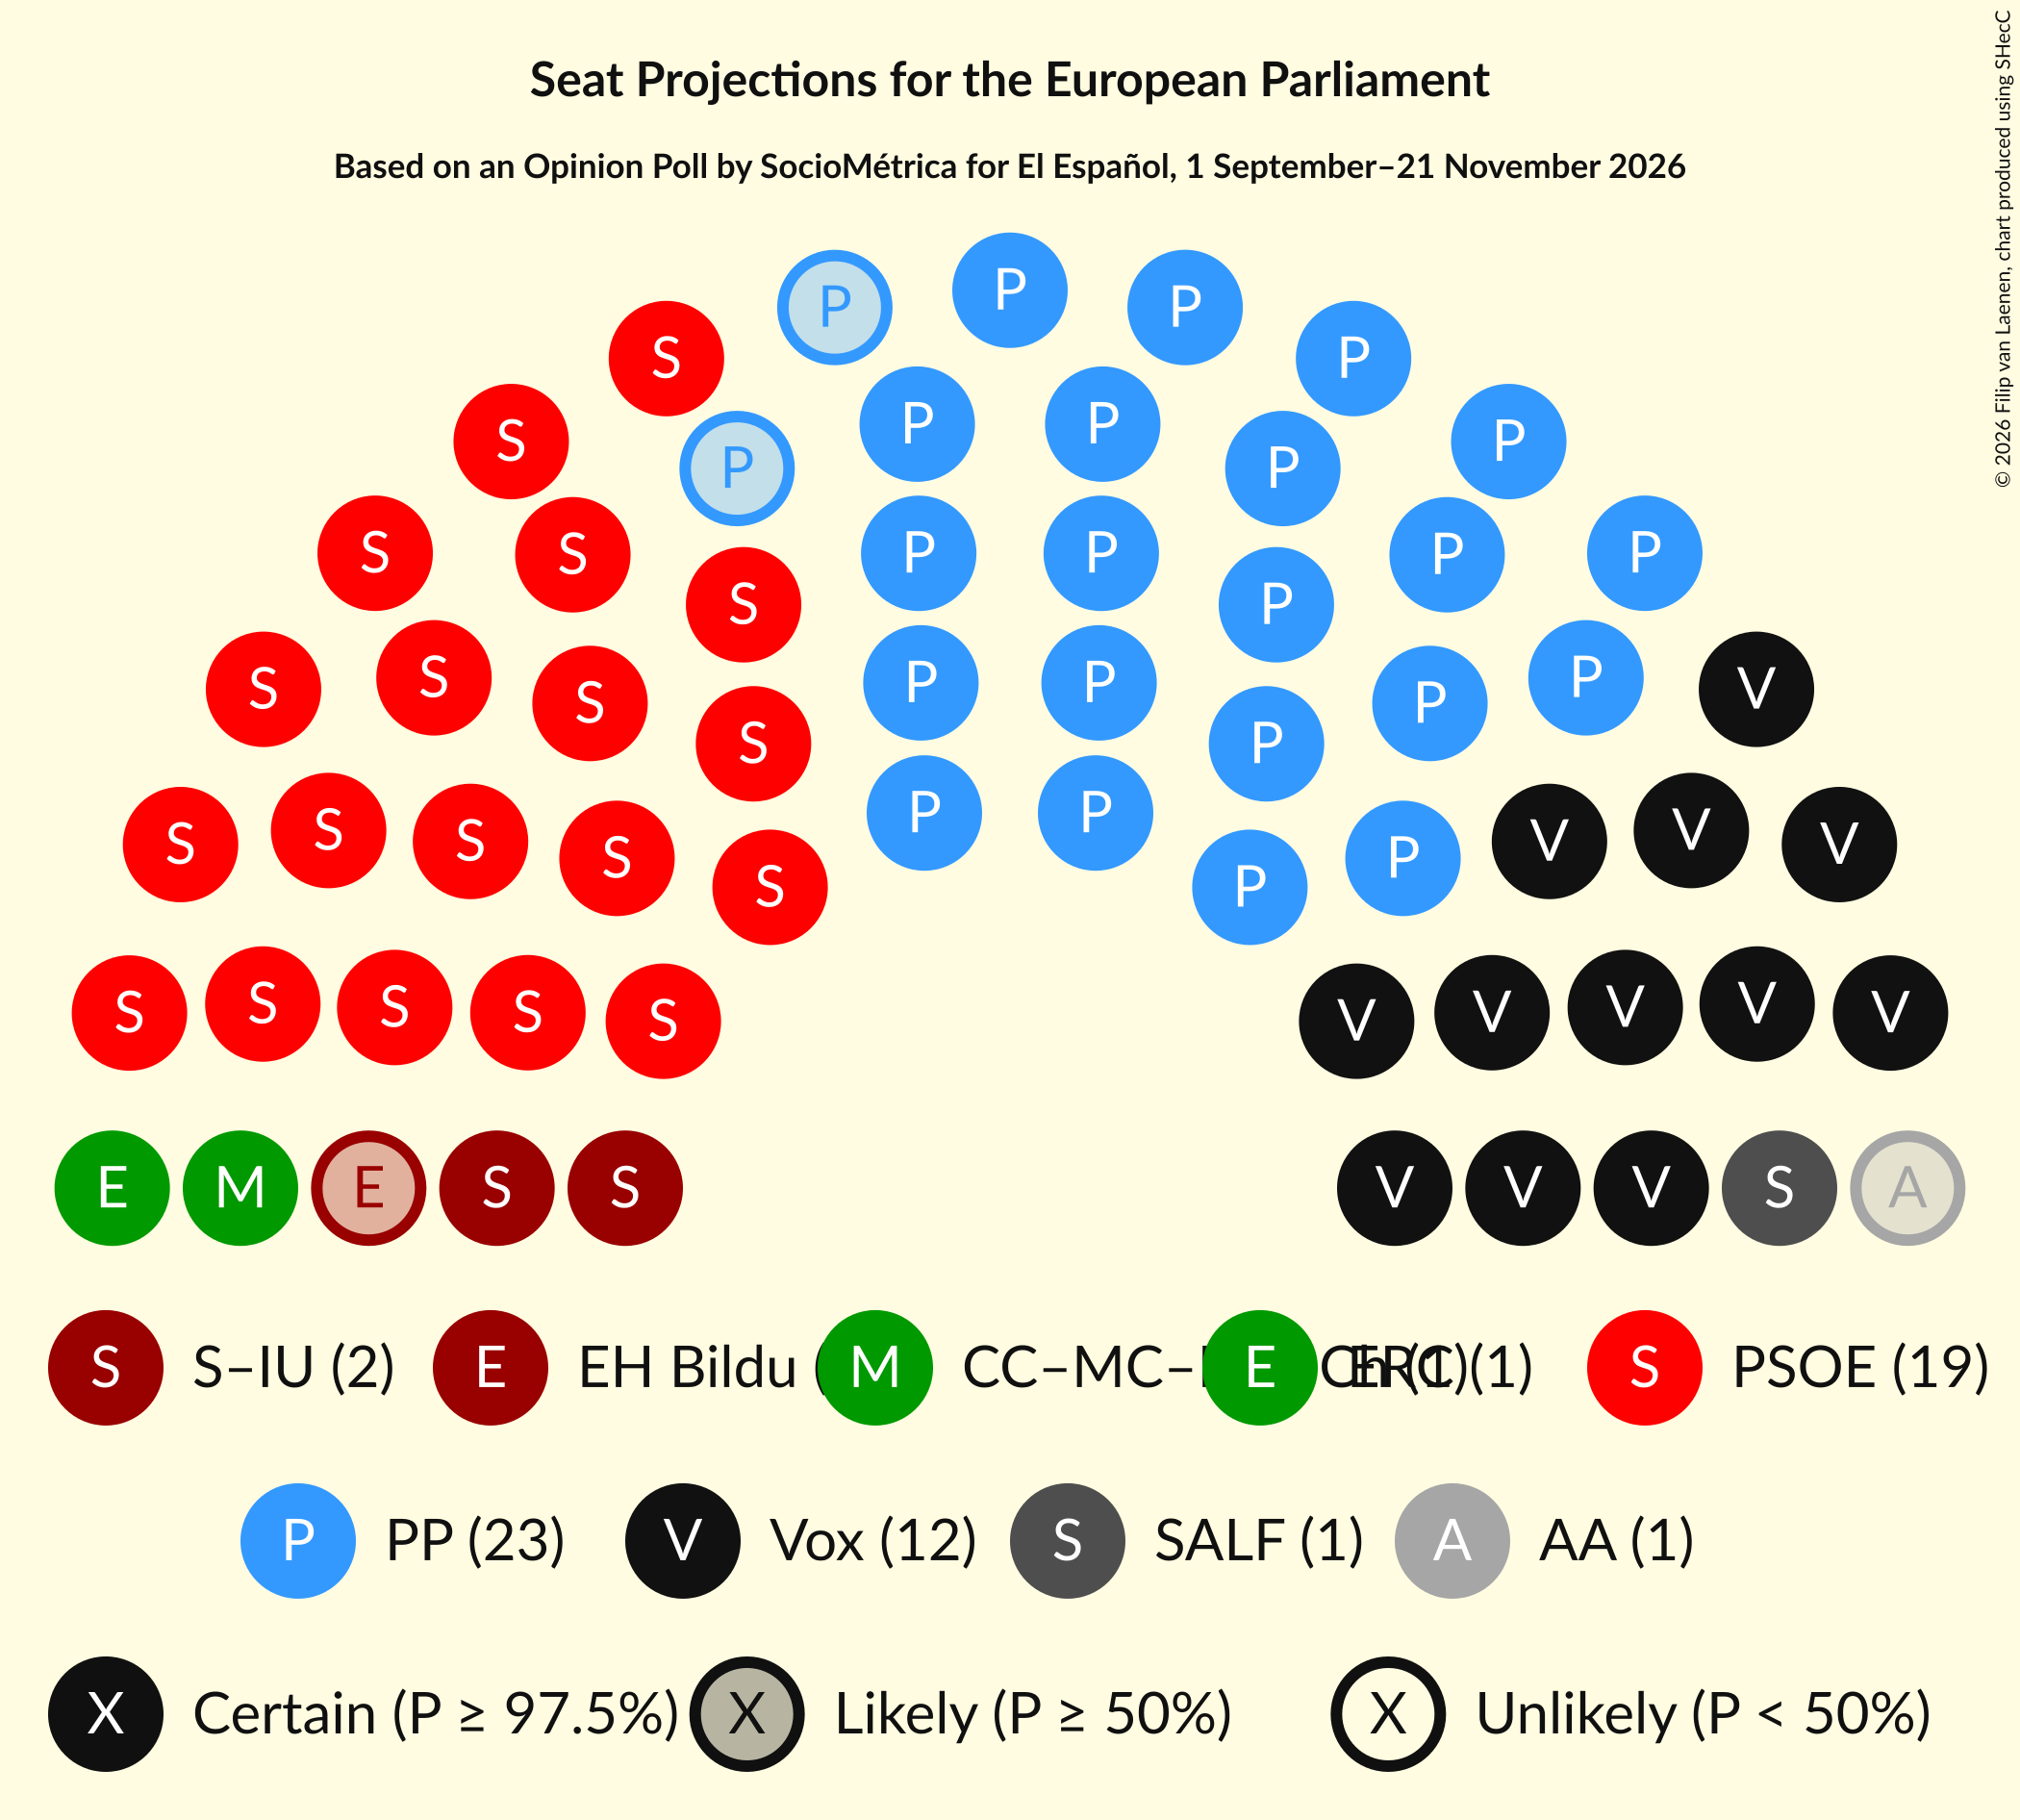 Seat Projections for the European Parliament
Based on an Opinion Poll by SocioMétrica for El Español, 1 September–21 November 2026
© 2026 Filip van Laenen, chart produced using SHecC
P
P P
S P
P P
S P
P P
S S P P P P
S P
S S S P P P P V
S P
P P
S S S S P V V V
S P
S S S S S V V V V V
E M E S S V V V S A
S S–IU (2) E EH Bildu M CC–MC– E ERC (1) S PSOE (19)
P PP (23) V Vox (12) S SALF (1) A AA (1)
X Certain (P ≥ 97.5%) X Likely (P ≥ 50%) X Unlikely (P < 50%)